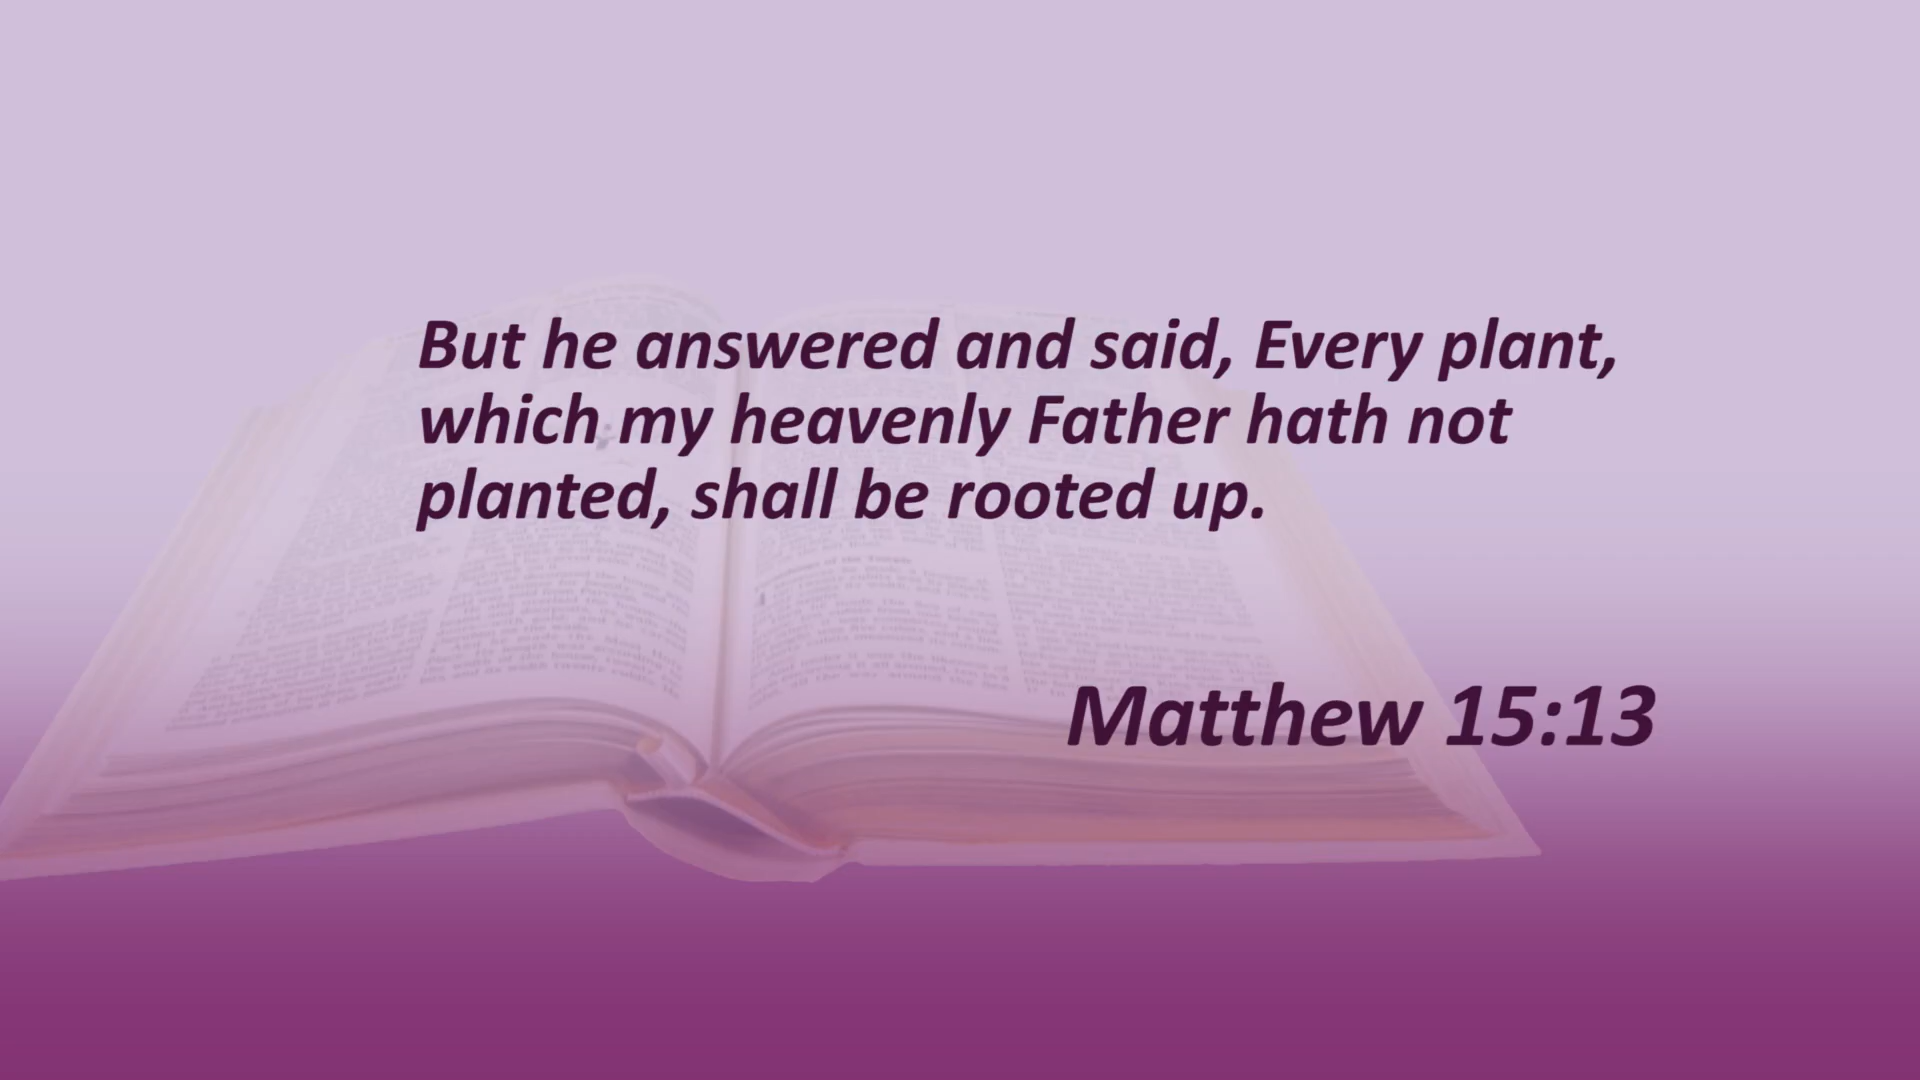 But he answered and said, Every plant,
which my heavenly Father hath not
planted, shall be rooted up.
Matthew 15:13